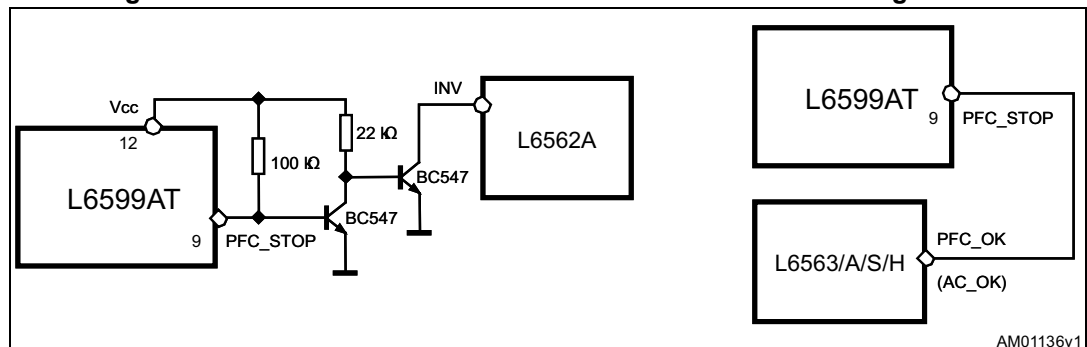 Vcc
12
L6599AT
9
PFC_STOP
100 kΩ
22 kΩ
BC547
BC547
INV
L6562A
L6599AT
9
PFC_STOP
L6563/A/S/H
PFC_OK
(AC_OK)
AM01136v1